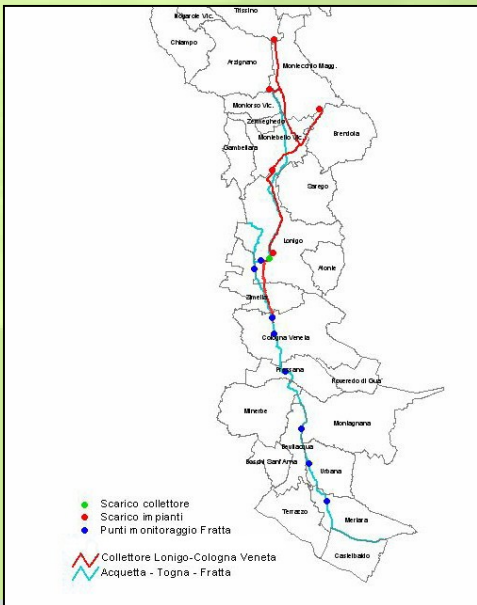 Trissino
Nogarole Vic.
Chiampo
Arzignano
Montecchio Magg.
Montorso Vic.
Zermeghedo
Montebello Vic.
Brendola
Gambellara
Sarego
Lonigo
Alonte
Zimella
Cologna Veneta
Pressana
Roveredo di Guà
Minerbe
Montagnana
Bevilacqua
Boschi Sant'Anna
Urbana
Terrazzo
Merlara
Castelbaldo
Scarico collettore
Scarico impianti
Punti monitoraggio Fratta
Collettore Lonigo-Cologna Veneta
Acquetta - Togna - Fratta